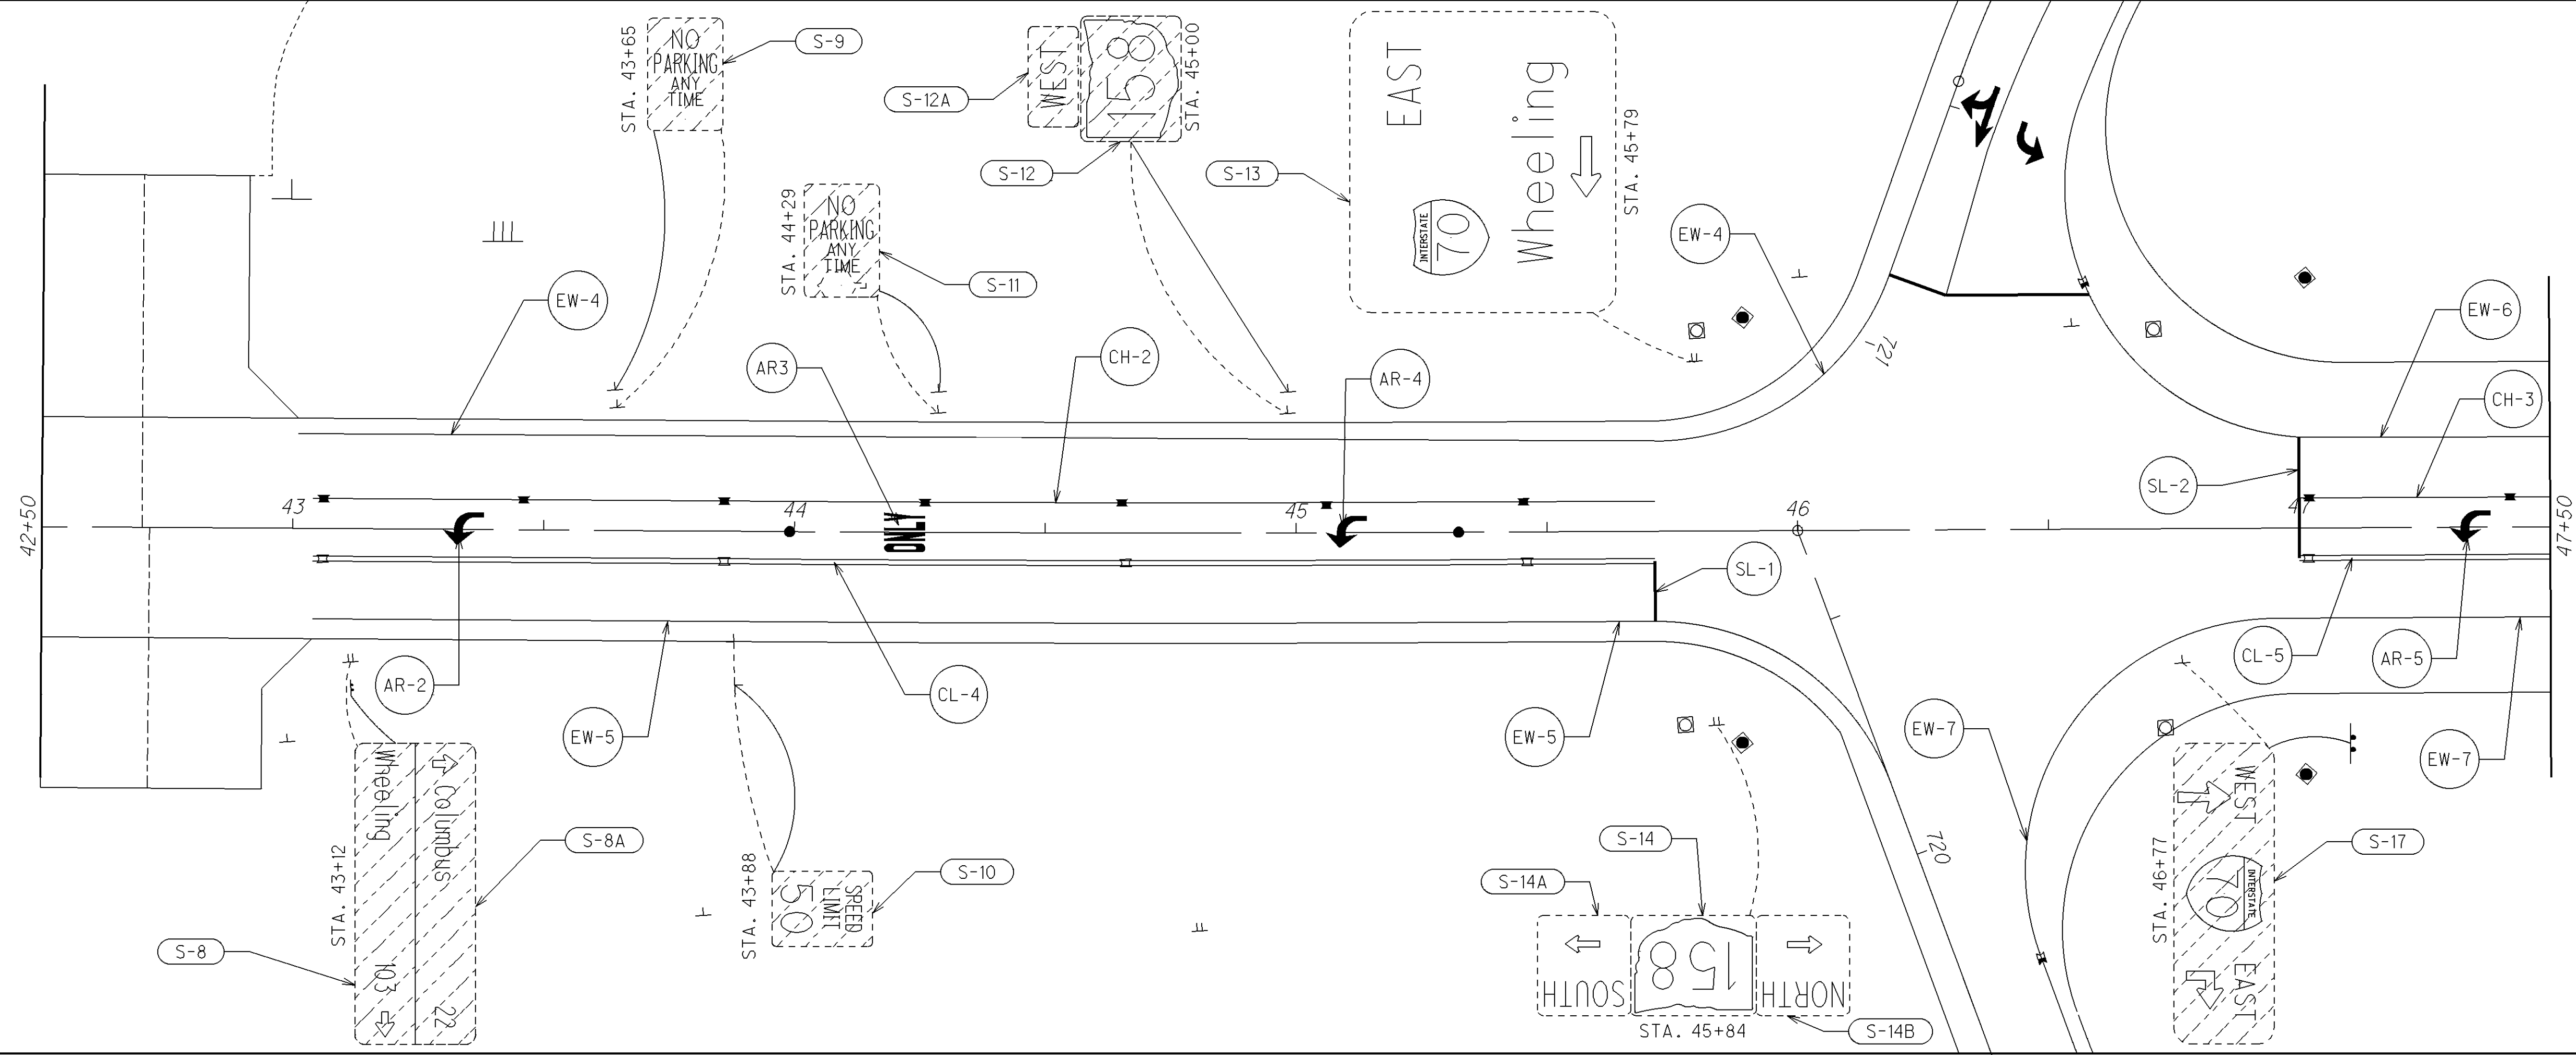 STA. 43+65
NO
PARKING
ANY
TIME
S-9
S-12A
WEST
158
STA. 45+00
S-12
S-13
EAST
INTERSTATE
70
Wheeling
STA. 45+79
STA. 44+29
NO
PARKING
ANY
TIME
S-11
EW-4
EW-4
AR3
CH-2
AR-4
721
EW-6
CH-3
SL-2
42+50
43
44
ONLY
45
46
47
47+50
SL-1
AR-2
EW-5
CL-4
EW-5
EW-7
CL-5
AR-5
EW-7
STA. 43+12
Wheeling 103
Columbus 22
S-8A
S-8
STA. 43+88
SPEED
LIMIT
50
S-10
S-14
S-14A
SOUTH
158
NORTH
STA. 45+84
S-14B
720
STA. 46+77
WEST
INTERSTATE
70
EAST
S-17